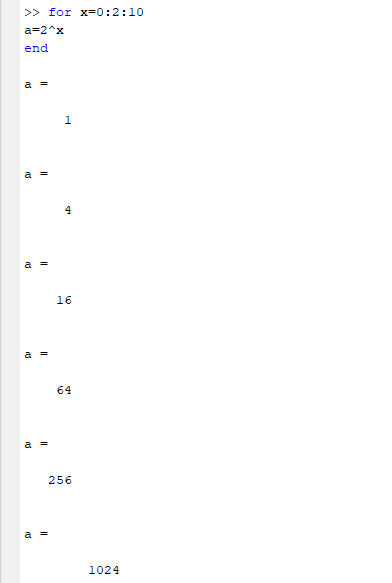 >> for x=0:2:10
a=2^x
end
a =
1
a =
4
a =
16
a =
64
a =
256
a =
1024